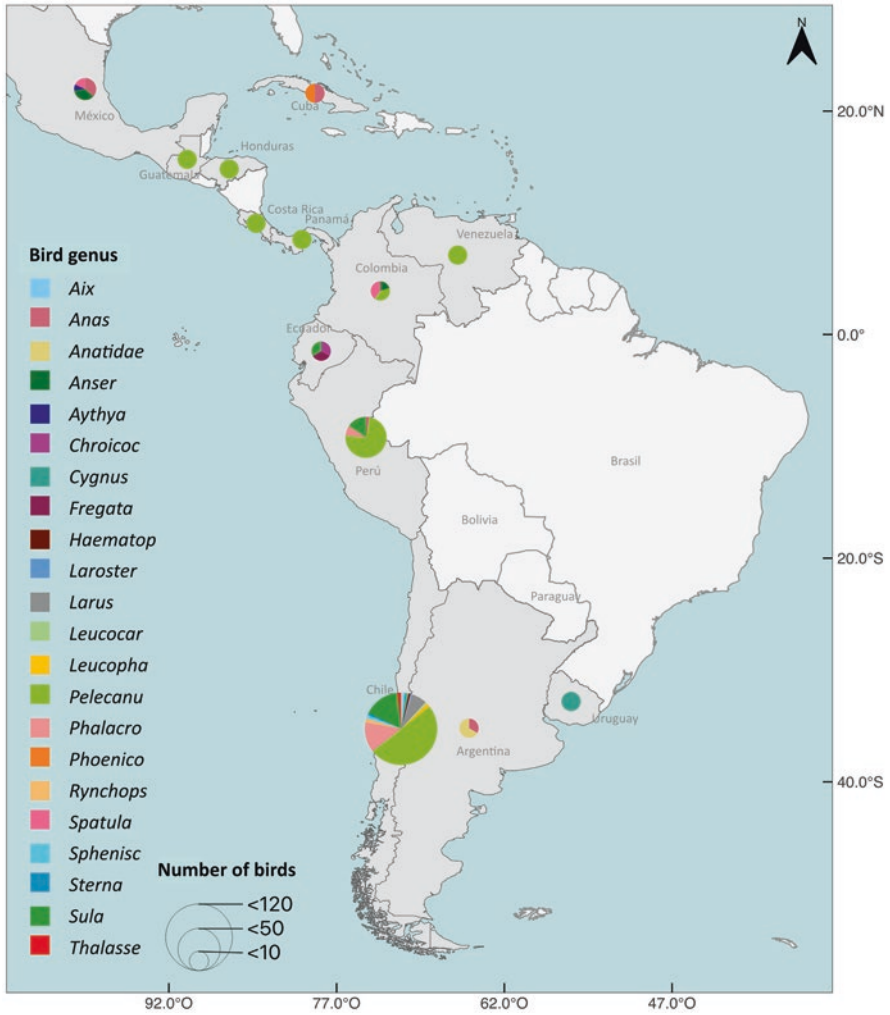 N
México
Cuba
Honduras
Guatemala
Costa Rica
Panamá
Venezuela
Colombia
Ecuador
Perú
Brasil
Bolivia
Paraguay
Chile
Uruguay
Argentina
20.0°N
0.0°
20.0°S
40.0°S
Bird genus
Aix
Anas
Anatidae
Anser
Aythya
Chroicoc
Cygnus
Fregata
Haematop
Laroster
Larus
Leucocar
Leucopha
Pelecanu
Phalacro
Phoenico
Rynchops
Spatula
Sphenisc
Sterna
Sula
Thalasse
Number of birds
<120
<50
<10
92.0°O
77.0°O
62.0°O
47.0°O